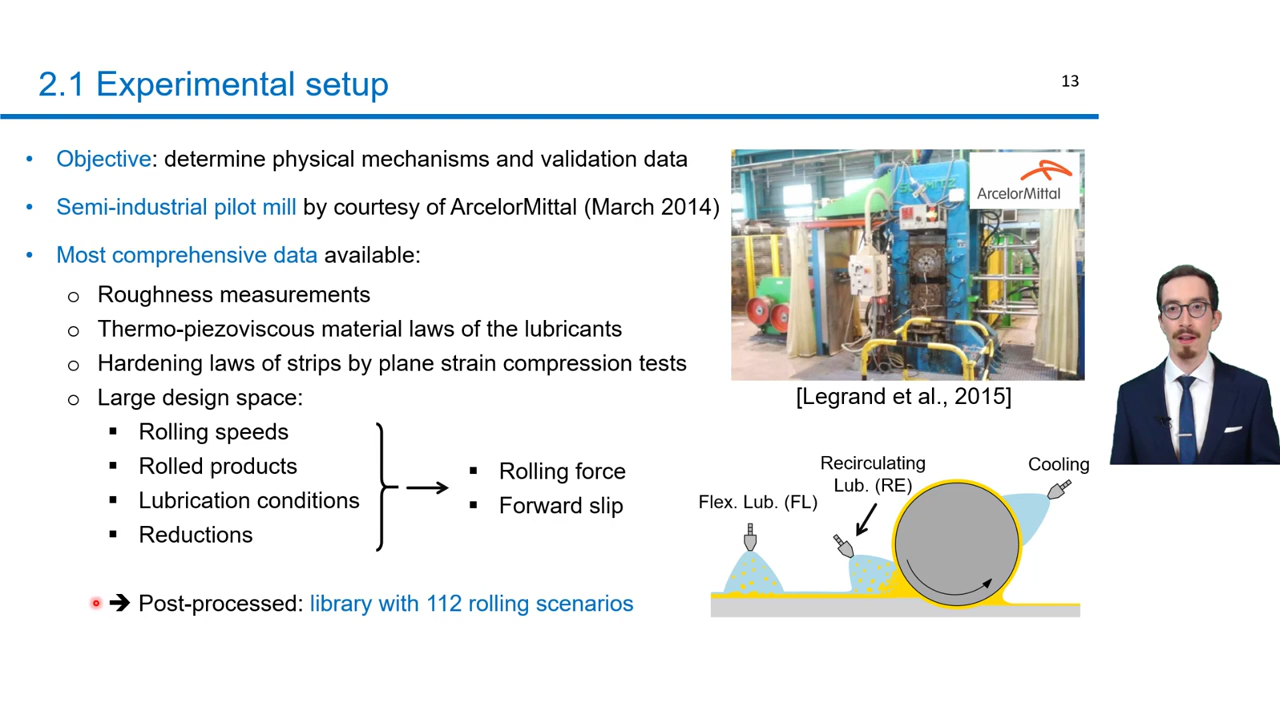 2.1 Experimental setup
13
• Objective: determine physical mechanisms and validation data
• Semi-industrial pilot mill by courtesy of ArcelorMittal (March 2014)
• Most comprehensive data available:
o Roughness measurements
o Thermo-piezoviscous material laws of the lubricants
o Hardening laws of strips by plane strain compression tests
o Large design space:
▪ Rolling speeds
▪ Rolled products
▪ Lubrication conditions
▪ Reductions
▪ Rolling force
▪ Forward slip
➔ Post-processed: library with 112 rolling scenarios
ArcelorMittal
[Legrand et al., 2015]
Flex. Lub. (FL)
Recirculating
Lub. (RE)
Cooling